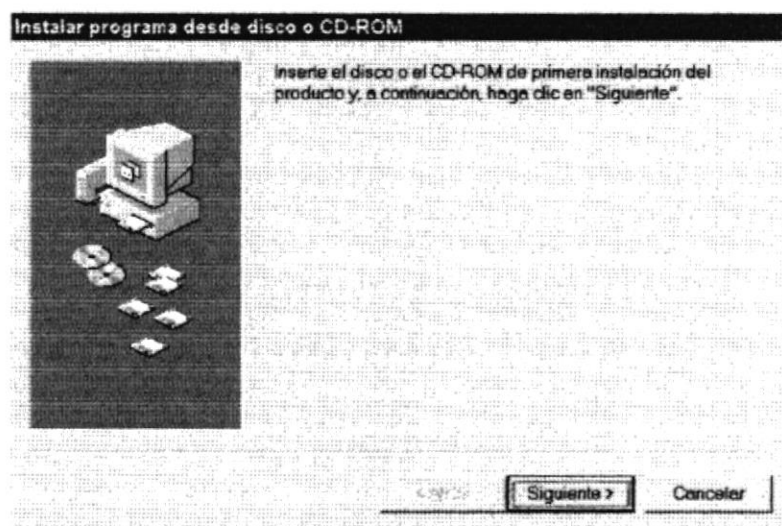 Instalar programa desde disco o CD-ROM
Inserte el disco o el CD-ROM de primera instalación del
producto y, a continuación, haga clic en "Siguiente".
Siguiente >
Cancelar